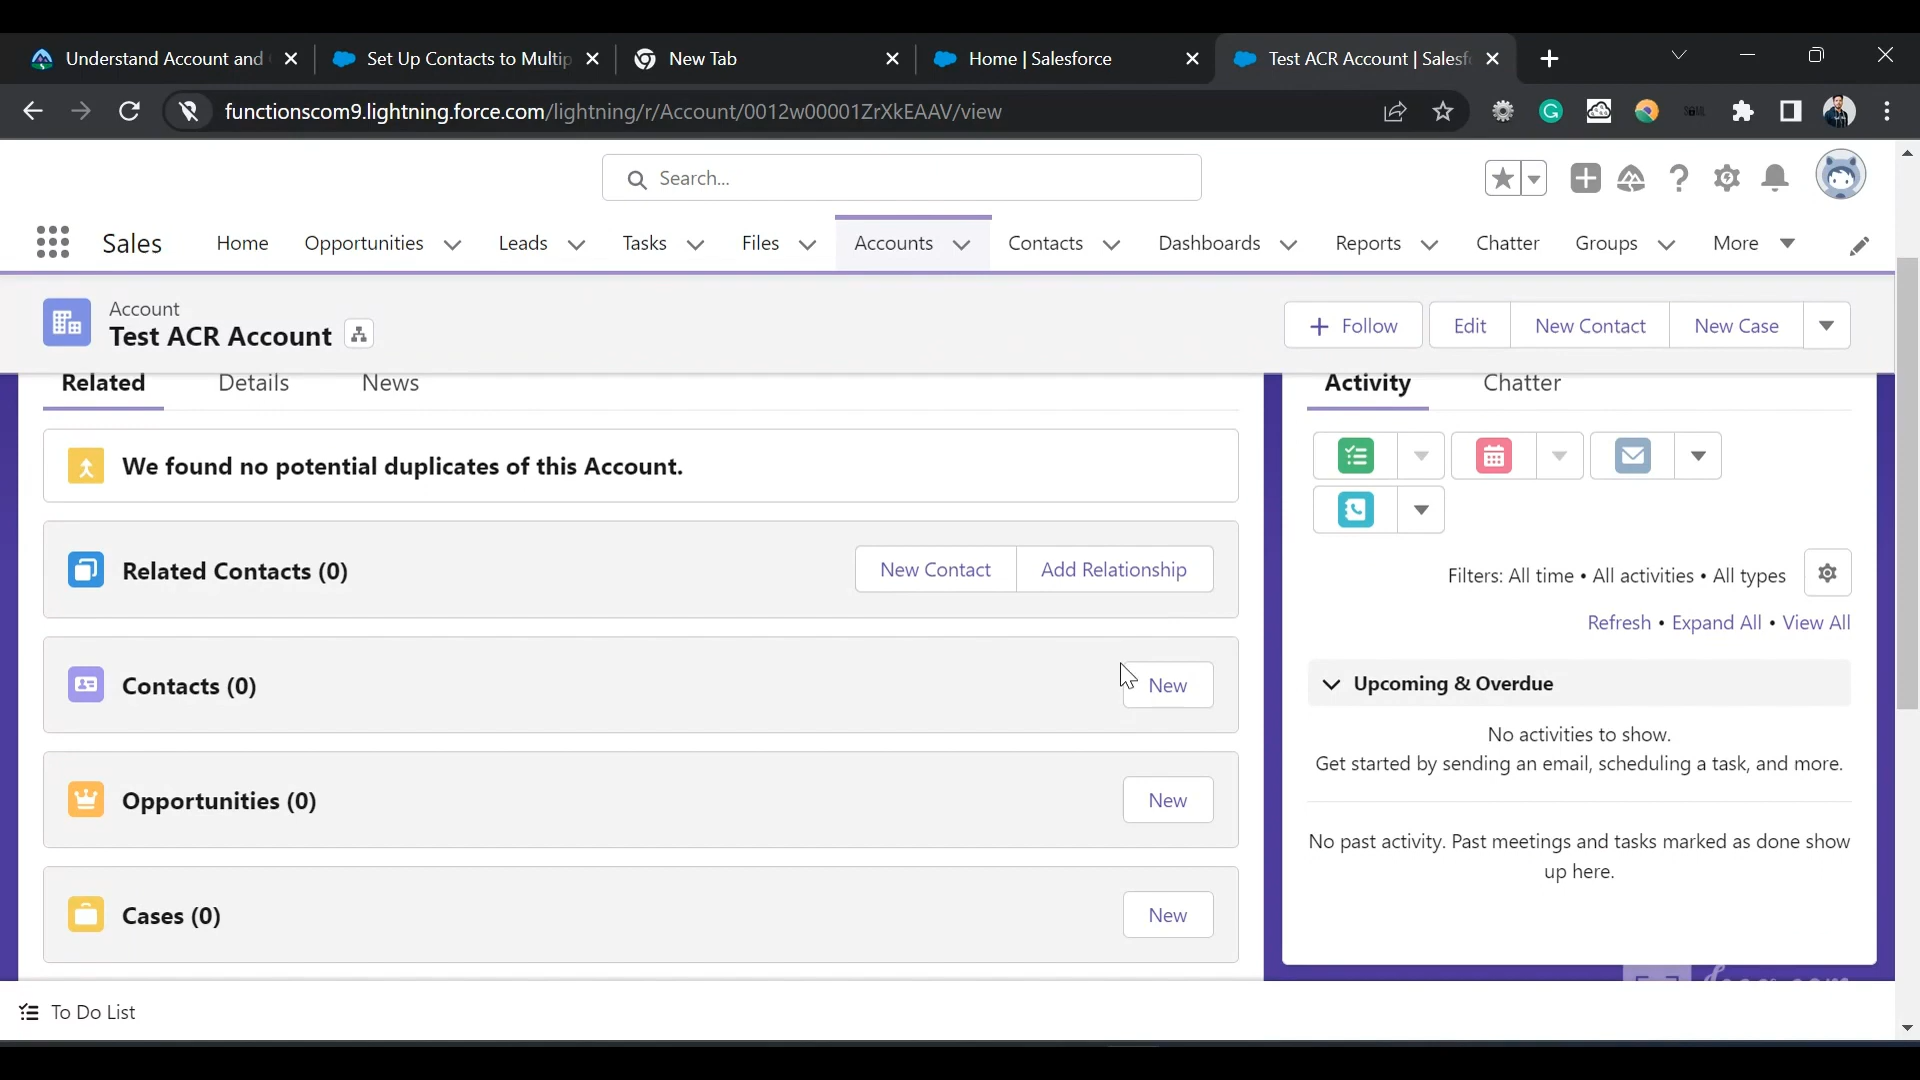 Understand Account and
Set Up Contacts to Multip
New Tab
Home | Salesforce
Test ACR Account | Salesf
functionscom9.lightning.force.com/lightning/r/Account/0012w00001ZrXkEAAV/view
Search...
Sales
Home
Opportunities
Leads
Tasks
Files
Accounts
Contacts
Dashboards
Reports
Chatter
Groups
More
Account
Test ACR Account
Follow
Edit
New Contact
New Case
Related
Details
News
We found no potential duplicates of this Account.
Related Contacts (0)
New Contact
Add Relationship
Contacts (0)
New
Opportunities (0)
New
Cases (0)
New
Activity
Chatter
Filters: All time • All activities • All types
Refresh • Expand All • View All
Upcoming & Overdue
No activities to show.
Get started by sending an email, scheduling a task, and more.
No past activity. Past meetings and tasks marked as done show
up here.
To Do List